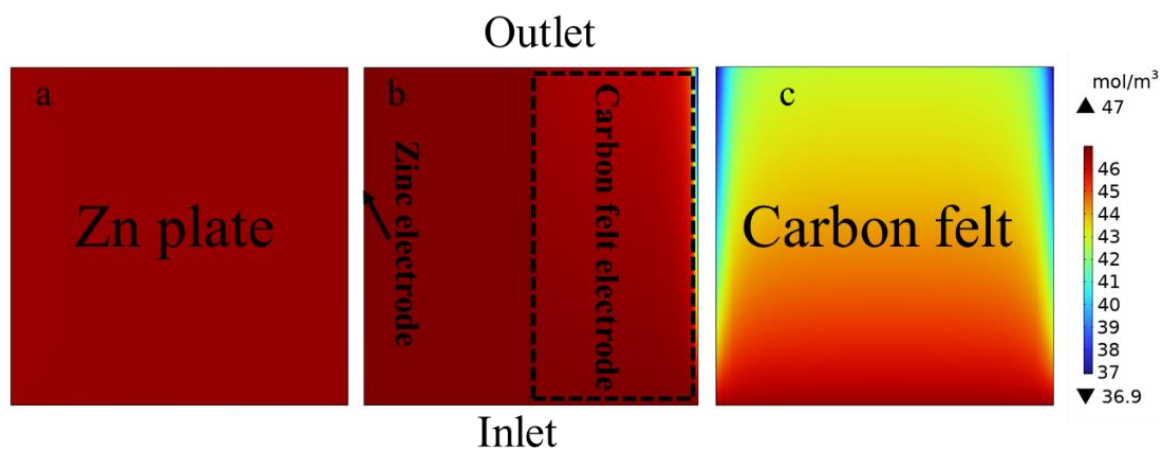 Outlet
a
Zn plate
b
Zinc electrode
Carbon felt electrode
c
Carbon felt
Inlet
mol/m³
▲ 47
46
45
44
43
42
41
40
39
38
37
▼ 36.9